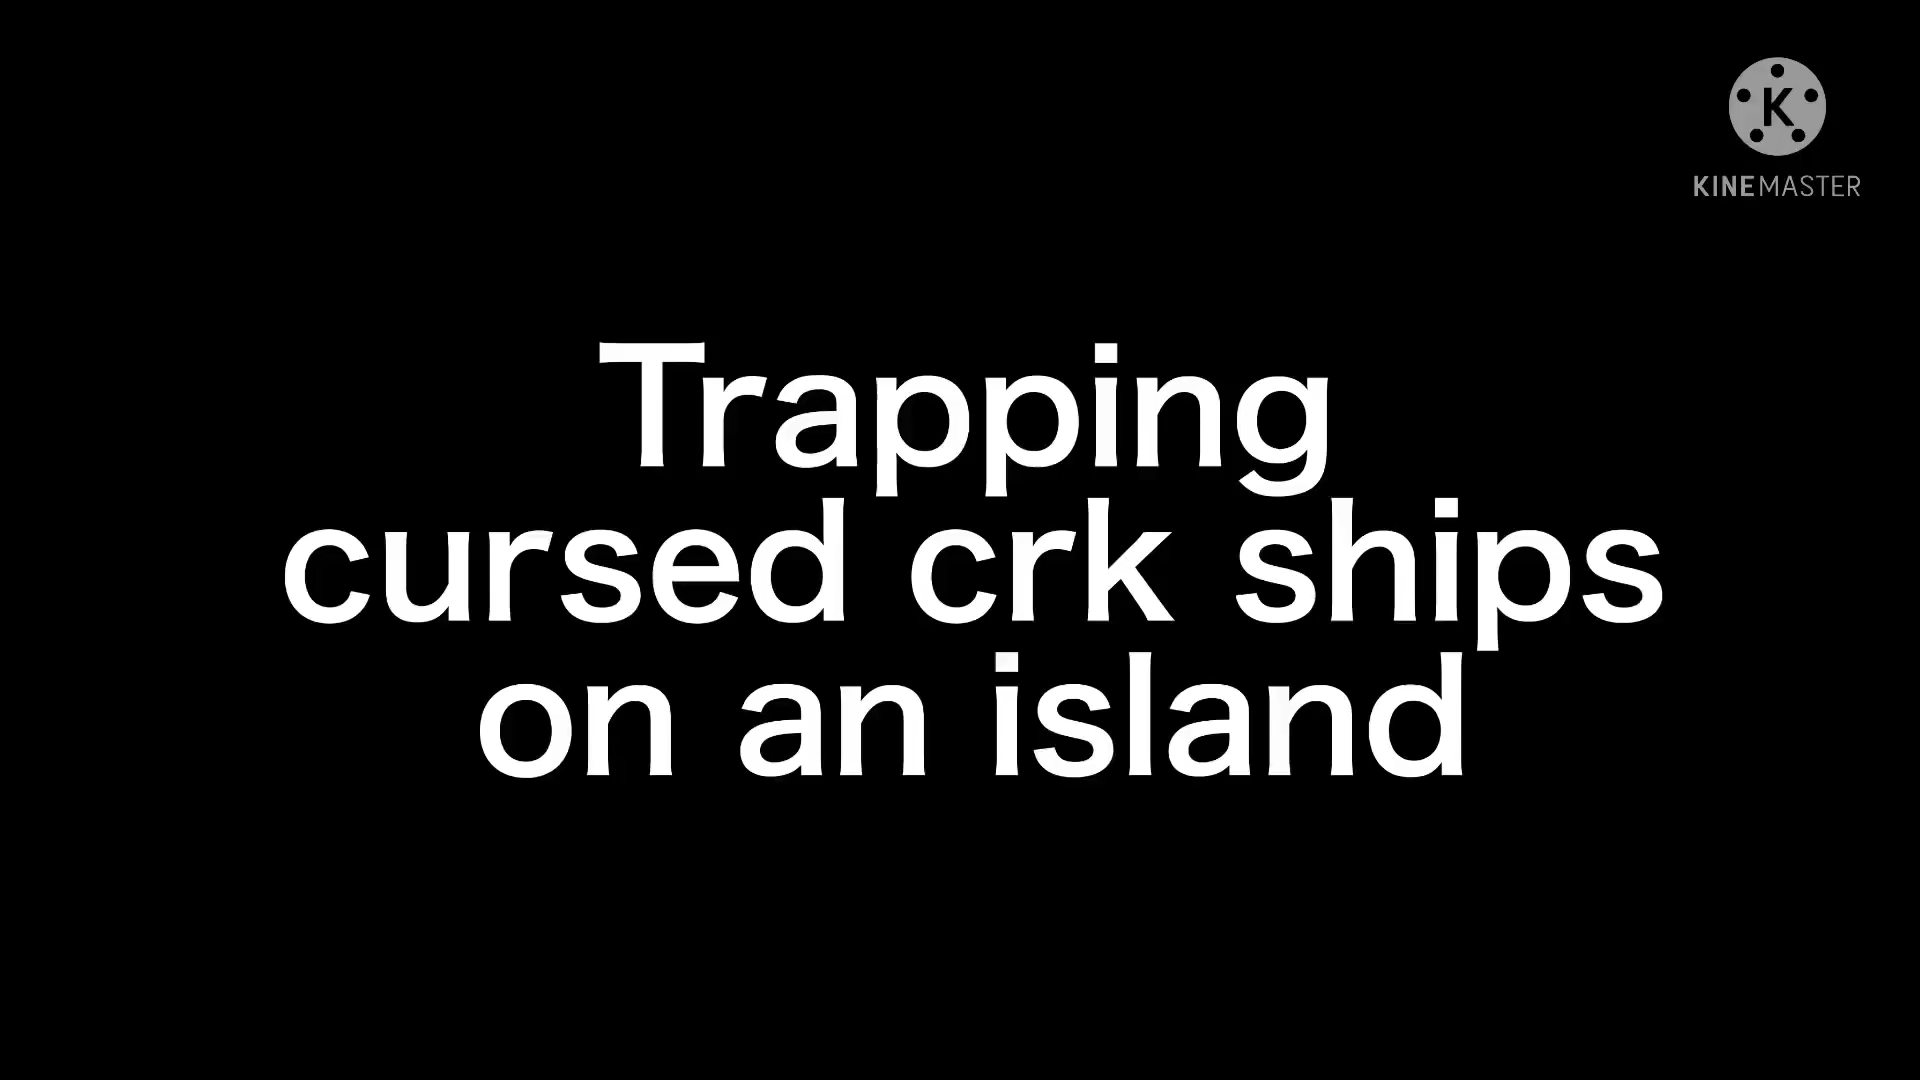 K
KINEMASTER
Trapping
cursed crk ships
on an island